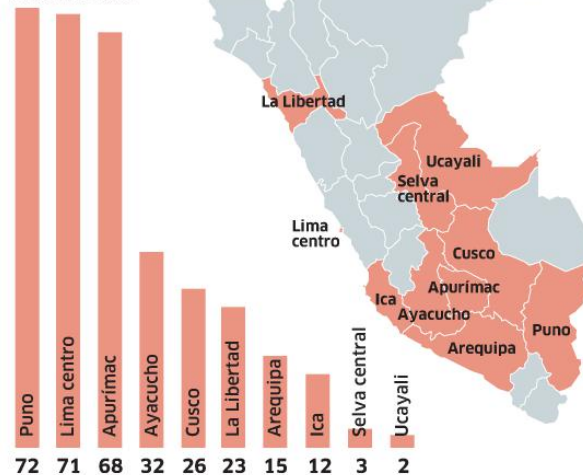 La Libertad
Ucayali
Selva
central
Lima
centro
Cusco
Apurímac
Ica
Ayacucho
Puno
Arequipa
Puno
Lima centro
Apurímac
Ayacucho
Cusco
La Libertad
Arequipa
Ica
Selva central
Ucayali
72 71 68 32 26 23 15 12 3 2